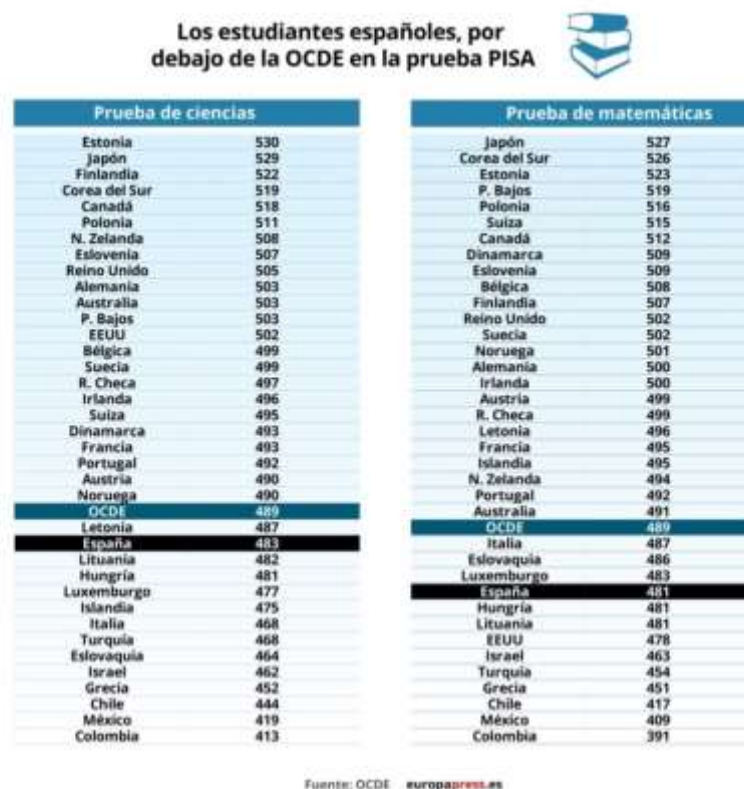 Los estudiantes españoles, por
debajo de la OCDE en la prueba PISA
Prueba de ciencias
Estonia 530
Japón 529
Finlandia 522
Corea del Sur 519
Canadá 518
Polonia 511
N. Zelanda 508
Eslovenia 507
Reino Unido 505
Alemania 503
Australia 503
P. Bajos 503
EEUU 502
Bélgica 499
Suecia 499
R. Checa 497
Irlanda 496
Suiza 495
Dinamarca 493
Francia 493
Portugal 492
Austria 490
Noruega 490
OCDE 489
Letonia 487
España 483
Lituania 482
Hungría 481
Luxemburgo 477
Islandia 475
Italia 468
Turquía 468
Eslovaquia 464
Israel 462
Grecia 452
Chile 444
México 419
Colombia 413
Prueba de matemáticas
Japón 527
Corea del Sur 526
Estonia 523
P. Bajos 519
Polonia 516
Suiza 515
Canadá 512
Dinamarca 509
Eslovenia 509
Bélgica 508
Finlandia 507
Reino Unido 502
Suecia 502
Noruega 501
Alemania 500
Irlanda 500
Austria 499
R. Checa 499
Letonia 496
Francia 495
Islandia 495
N. Zelanda 494
Portugal 492
Australia 491
OCDE 489
Italia 487
Eslovaquia 486
Luxemburgo 483
España 481
Hungría 481
Lituania 481
EEUU 478
Israel 463
Turquía 454
Grecia 451
Chile 417
México 409
Colombia 391
Fuente: OCDE europapress.es